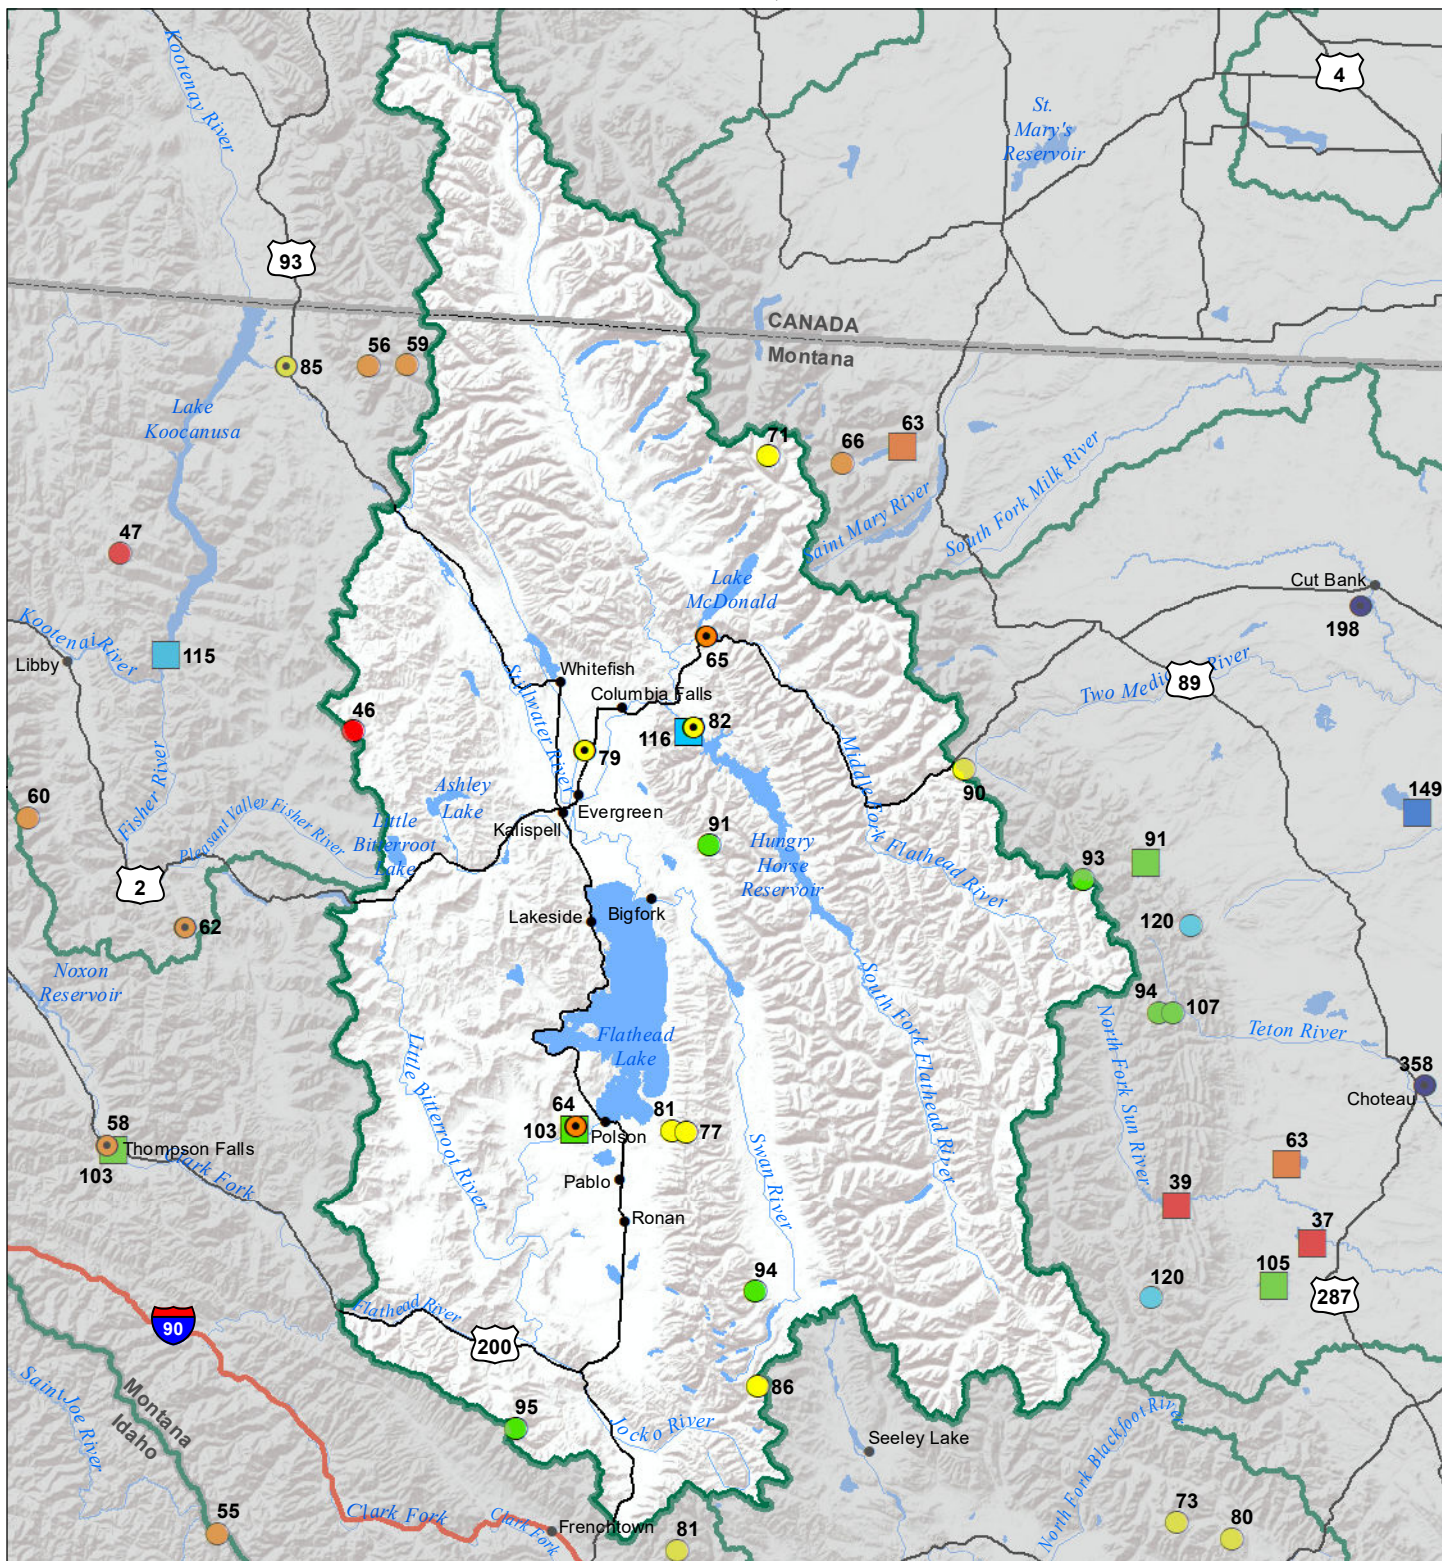 Kootenay River
4
St.
Mary's
Reservoir
93
CANADA
Montana
56
59
85
Lake
Koocanusa
71
66
63
Saint Mary River
South Fork Milk River
47
Lake
McDonald
Cut Bank
198
Kootenai River
Libby
115
65
Whitefish
Stillwater River
Columbia Falls
Two Medicine River
89
46
82
116
79
Middle Fork Flathead River
90
Fisher River
60
Ashley
Lake
Evergreen
Kalispell
149
Pleasant Valley Fisher River
Little
Bitterroot
Lake
91
Hungry
Horse
Reservoir
91
93
2
62
Lakeside
Bigfork
120
Noxon
Reservoir
94
107
Teton River
Flathead
Lake
South Fork Flathead River
North Fork Sun River
Little Bitterroot River
358
Choteau
58
Thompson Falls
103
Clark Fork
64
103
Polson
81
77
Swan River
63
Pablo
39
Ronan
37
94
120
105
287
Flathead River
200
90
86
Saint Joe River
Montana
Idaho
95
Jocko River
Seeley Lake
North Fork Blackfoot River
55
Clark Fork
Clark Fork
Frenchtown
81
73
80